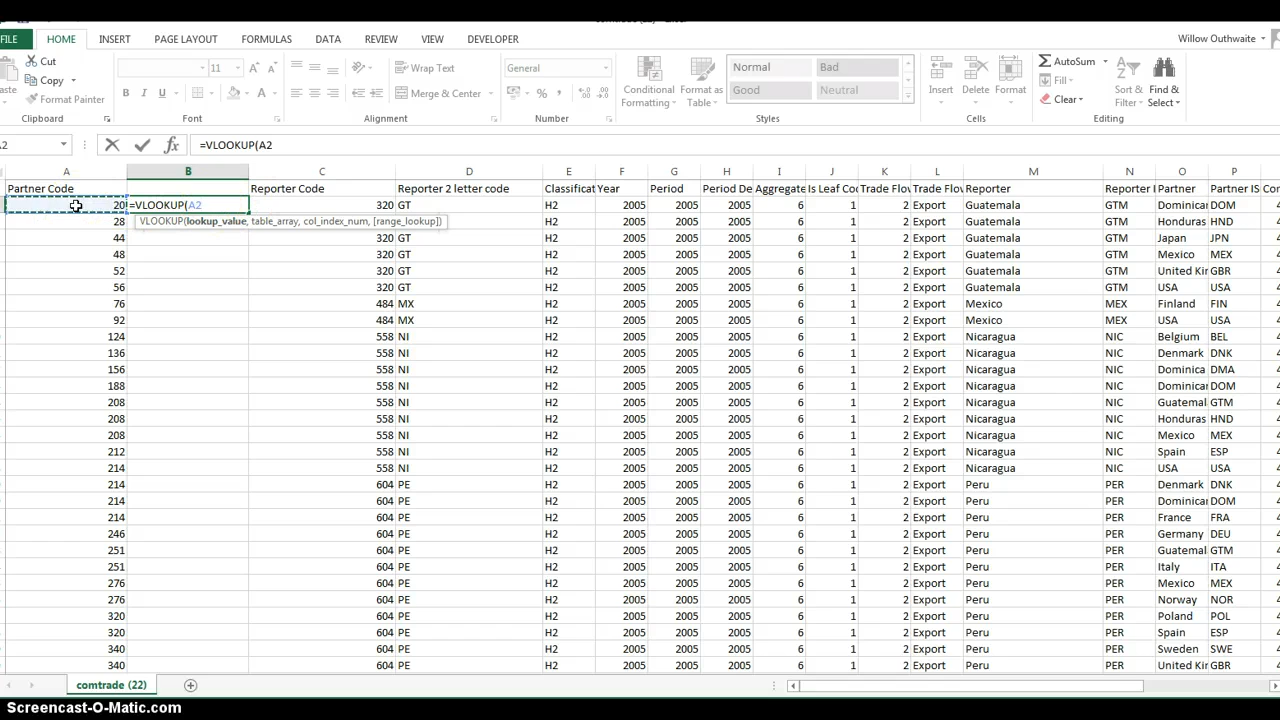 FILE HOME INSERT PAGE LAYOUT FORMULAS DATA REVIEW VIEW DEVELOPER Willow Outhwaite
Cut
Copy
Format Painter
Clipboard
11
B I U
Font
Wrap Text
Merge & Center
Alignment
General
%
Number
Conditional Formatting
Format as Table
Normal Bad
Good Neutral
Styles
Insert Delete Format
Cells
AutoSum
Fill
Clear
Sort & Filter
Find & Select
Editing
A2 =VLOOKUP(A2
A B C D E F G H I J K L M N O P
Partner Code Reporter Code Reporter 2 letter code Classificat Year Period Period De Aggregate Is Leaf Co Trade Flov Trade Flov Reporter Reporter I Partner Partner IS Co
20 =VLOOKUP(A2 320 GT H2 2005 2005 2005 6 1 2 Export Guatemala GTM Dominicar DOM
VLOOKUP(lookup_value, table_array, col_index_num, [range_lookup])
28 H2 2005 2005 2005 6 1 2 Export Guatemala GTM Honduras HND
44 320 GT H2 2005 2005 2005 6 1 2 Export Guatemala GTM Japan JPN
48 320 GT H2 2005 2005 2005 6 1 2 Export Guatemala GTM Mexico MEX
52 320 GT H2 2005 2005 2005 6 1 2 Export Guatemala GTM United Kin GBR
56 320 GT H2 2005 2005 2005 6 1 2 Export Guatemala GTM USA USA
76 484 MX H2 2005 2005 2005 6 1 2 Export Mexico MEX Finland FIN
92 484 MX H2 2005 2005 2005 6 1 2 Export Mexico MEX USA USA
124 558 NI H2 2005 2005 2005 6 1 2 Export Nicaragua NIC Belgium BEL
136 558 NI H2 2005 2005 2005 6 1 2 Export Nicaragua NIC Denmark DNK
156 558 NI H2 2005 2005 2005 6 1 2 Export Nicaragua NIC Dominica DMA
188 558 NI H2 2005 2005 2005 6 1 2 Export Nicaragua NIC Dominicar DOM
208 558 NI H2 2005 2005 2005 6 1 2 Export Nicaragua NIC Guatemal GTM
208 558 NI H2 2005 2005 2005 6 1 2 Export Nicaragua NIC Honduras HND
208 558 NI H2 2005 2005 2005 6 1 2 Export Nicaragua NIC Mexico MEX
212 558 NI H2 2005 2005 2005 6 1 2 Export Nicaragua NIC Spain ESP
214 558 NI H2 2005 2005 2005 6 1 2 Export Nicaragua NIC USA USA
214 604 PE H2 2005 2005 2005 6 1 2 Export Peru PER Denmark DNK
214 604 PE H2 2005 2005 2005 6 1 2 Export Peru PER Dominicar DOM
214 604 PE H2 2005 2005 2005 6 1 2 Export Peru PER France FRA
246 604 PE H2 2005 2005 2005 6 1 2 Export Peru PER Germany DEU
251 604 PE H2 2005 2005 2005 6 1 2 Export Peru PER Guatemal GTM
251 604 PE H2 2005 2005 2005 6 1 2 Export Peru PER Italy ITA
276 604 PE H2 2005 2005 2005 6 1 2 Export Peru PER Mexico MEX
276 604 PE H2 2005 2005 2005 6 1 2 Export Peru PER Norway NOR
320 604 PE H2 2005 2005 2005 6 1 2 Export Peru PER Poland POL
320 604 PE H2 2005 2005 2005 6 1 2 Export Peru PER Spain ESP
340 604 PE H2 2005 2005 2005 6 1 2 Export Peru PER Sweden SWE
340 604 PE H2 2005 2005 2005 6 1 2 Export Peru PER United Kir GBR
comtrade (22)
Screencast-O-Matic.com